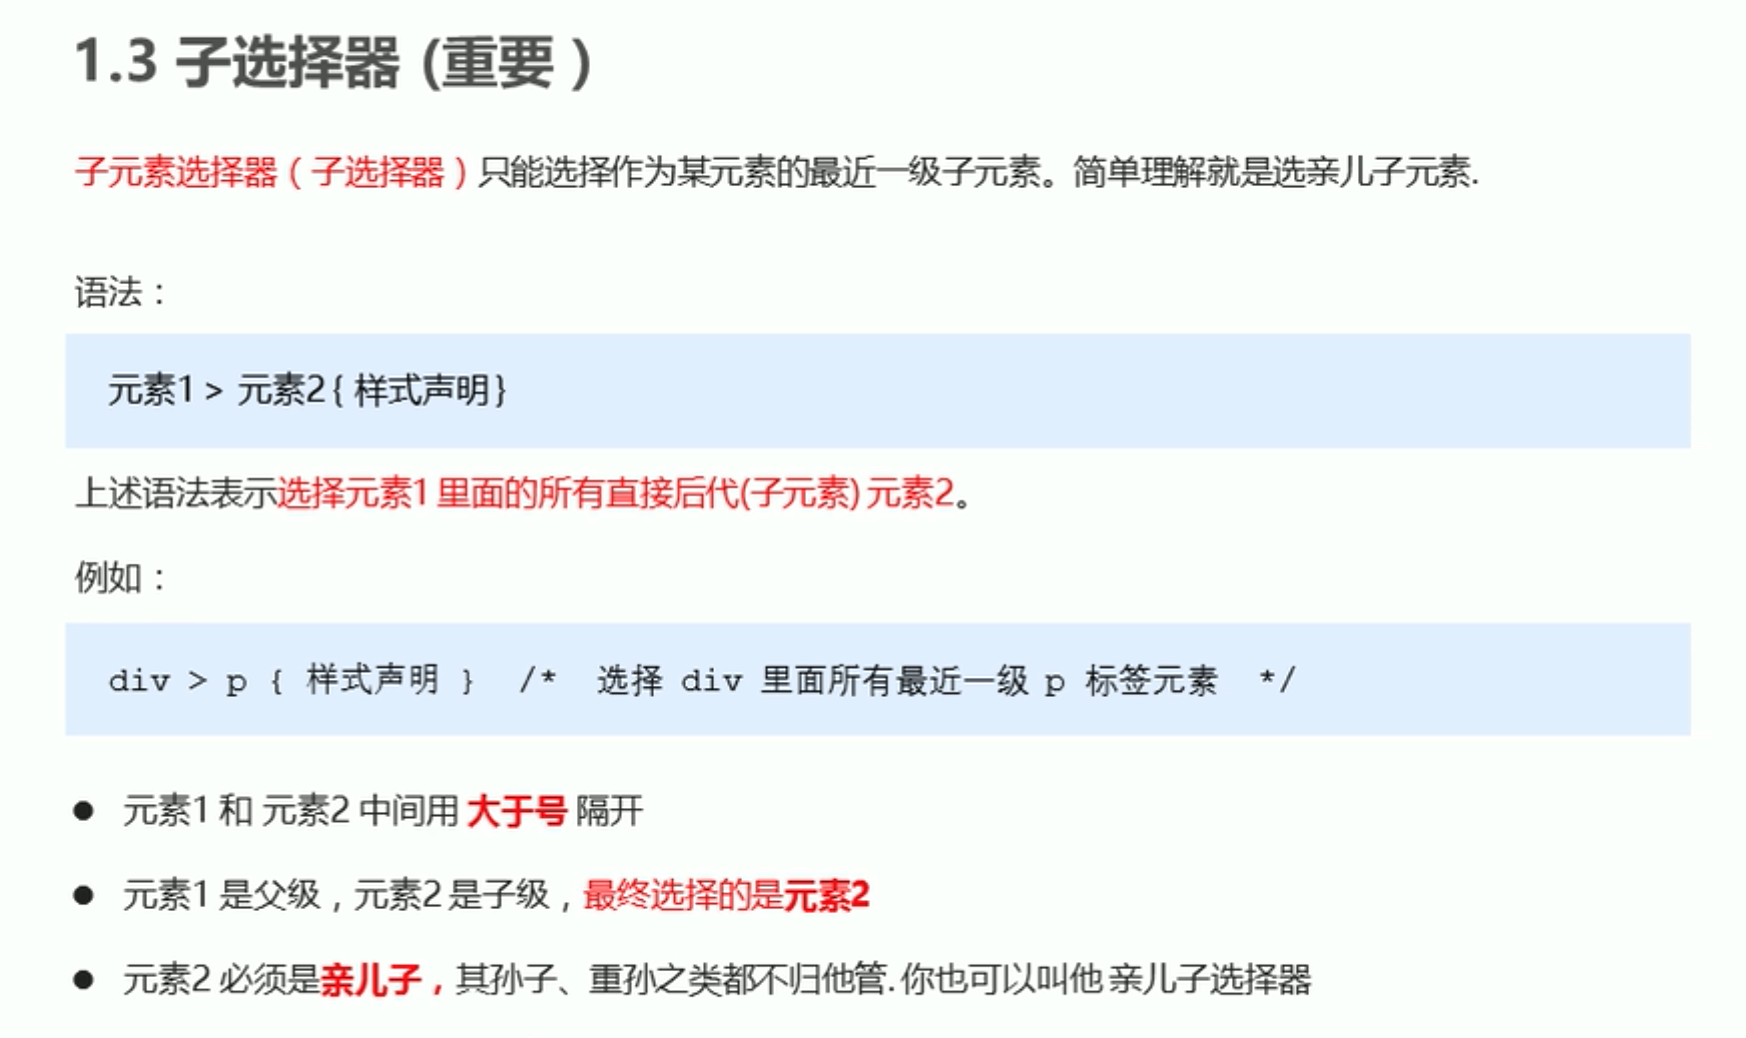 1.3 子选择器 (重要）
子元素选择器（子选择器）只能选择作为某元素的最近一级子元素。简单理解就是选亲儿子元素.
语法：
元素1 > 元素2{ 样式声明}
上述语法表示选择元素1 里面的所有直接后代(子元素) 元素2。
例如：
div > p { 样式声明 } /* 选择 div 里面所有最近一级 p 标签元素 */
● 元素1 和 元素2 中间用 大于号 隔开
● 元素1 是父级，元素2 是子级，最终选择的是元素2
● 元素2 必须是亲儿子，其孙子、重孙之类都不归他管. 你也可以叫他 亲儿子选择器